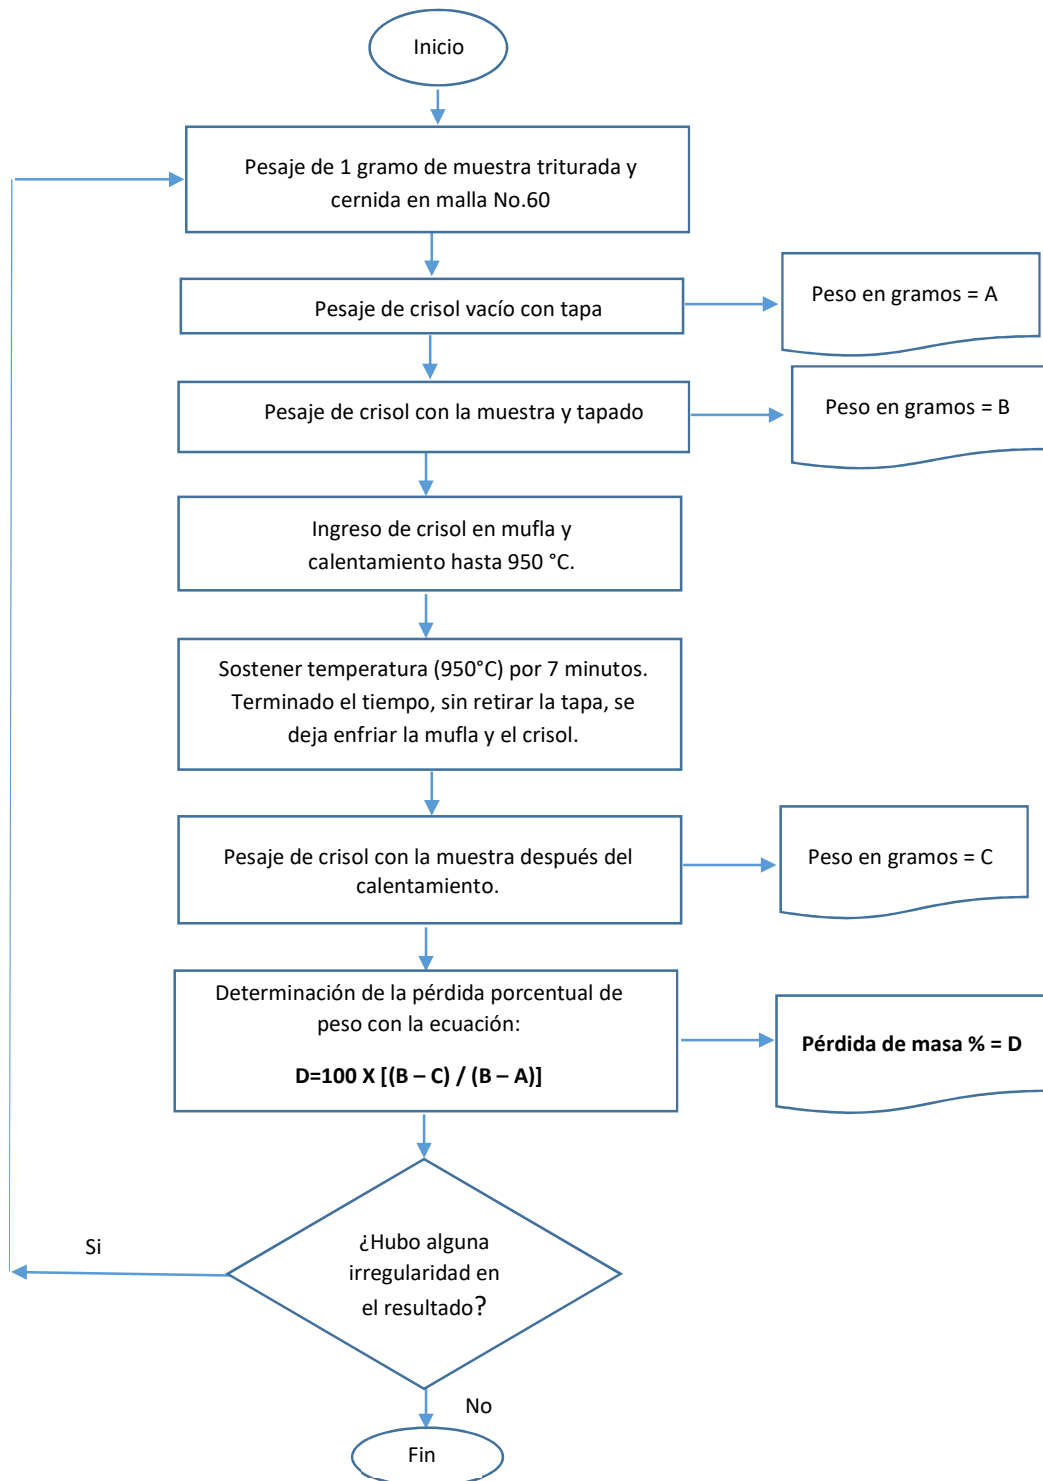 Inicio
Pesaje de 1 gramo de muestra triturada y
cernida en malla No.60
Pesaje de crisol vacío con tapa
Peso en gramos = A
Pesaje de crisol con la muestra y tapado
Peso en gramos = B
Ingreso de crisol en mufla y
calentamiento hasta 950 °C.
Sostener temperatura (950°C) por 7 minutos.
Terminado el tiempo, sin retirar la tapa, se
deja enfriar la mufla y el crisol.
Pesaje de crisol con la muestra después del
calentamiento.
Peso en gramos = C
Determinación de la pérdida porcentual de
peso con la ecuación:
D=100 X [(B – C) / (B – A)]
Pérdida de masa % = D
¿Hubo alguna
irregularidad en
el resultado?
Si
No
Fin